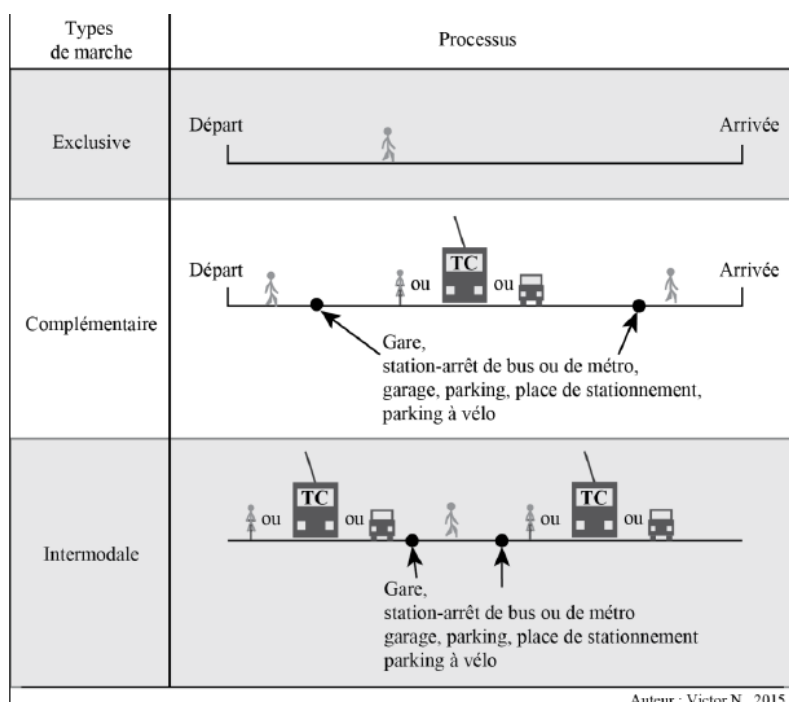 Types
de marche
Processus
Exclusive
Départ
Arrivée
Complémentaire
Départ
ou
TC
ou
Arrivée
Gare,
station-arrêt de bus ou de métro,
garage, parking, place de stationnement,
parking à vélo
Intermodale
ou
TC
ou
ou
TC
ou
Gare,
station-arrêt de bus ou de métro
garage, parking, place de stationnement
parking à vélo
Auteur : Victor N., 2015